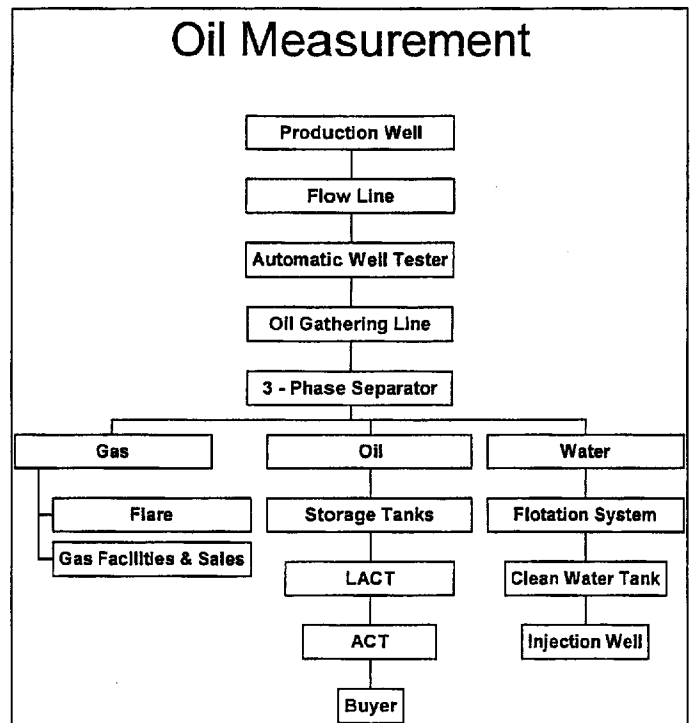 Oil Measurement
Production Well
Flow Line
Automatic Well Tester
Oil Gathering Line
3 - Phase Separator
Gas
Oil
Water
Flare
Storage Tanks
Flotation System
Gas Facilities & Sales
LACT
Clean Water Tank
ACT
Injection Well
Buyer